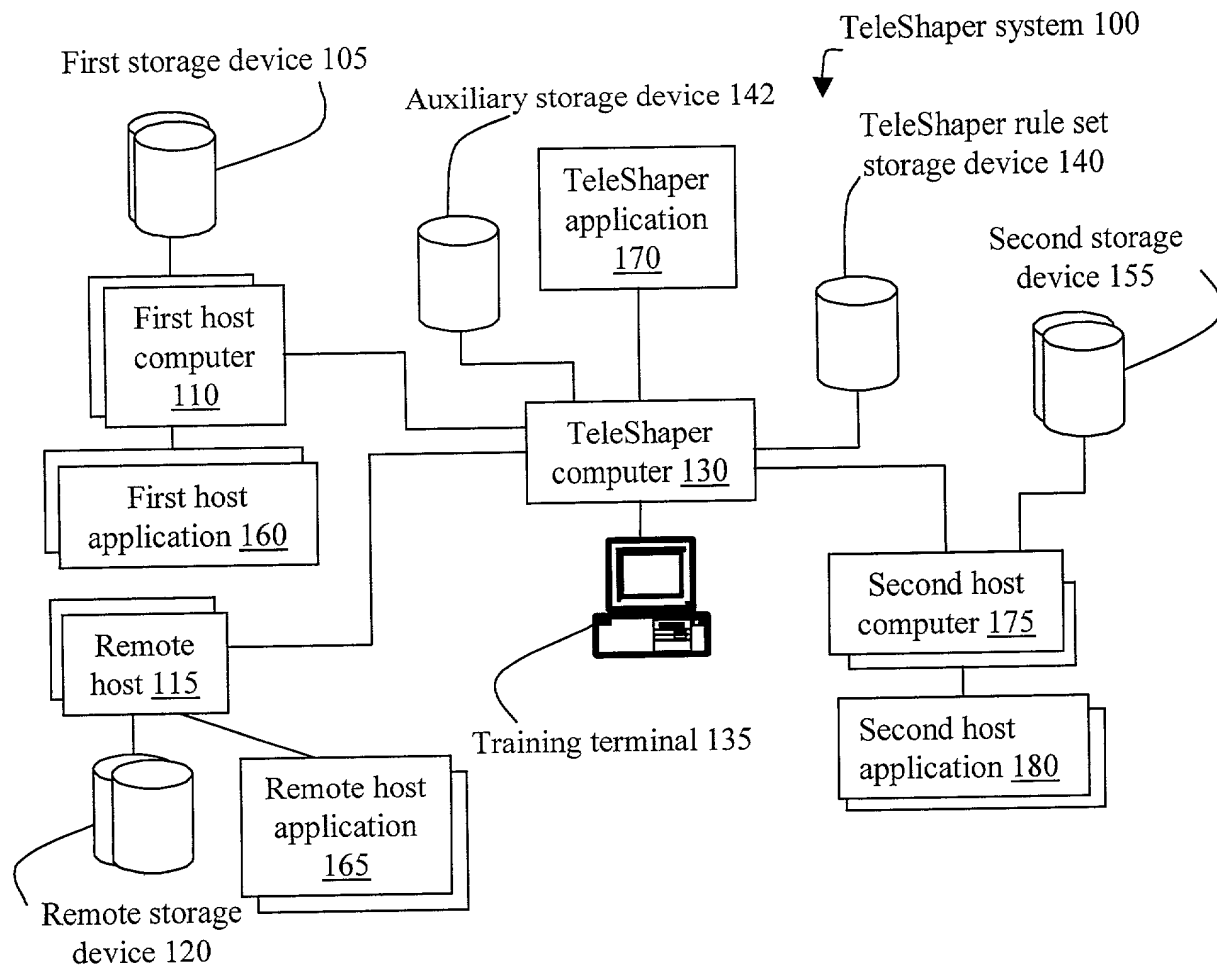 TeleShaper system 100
First storage device 105
Auxiliary storage device 142
TeleShaper rule set
storage device 140
TeleShaper
application
170
Second storage
device 155
First host
computer
110
TeleShaper
computer 130
First host
application 160
Second host
computer 175
Remote
host 115
Training terminal 135
Second host
application 180
Remote host
application
165
Remote storage
device 120